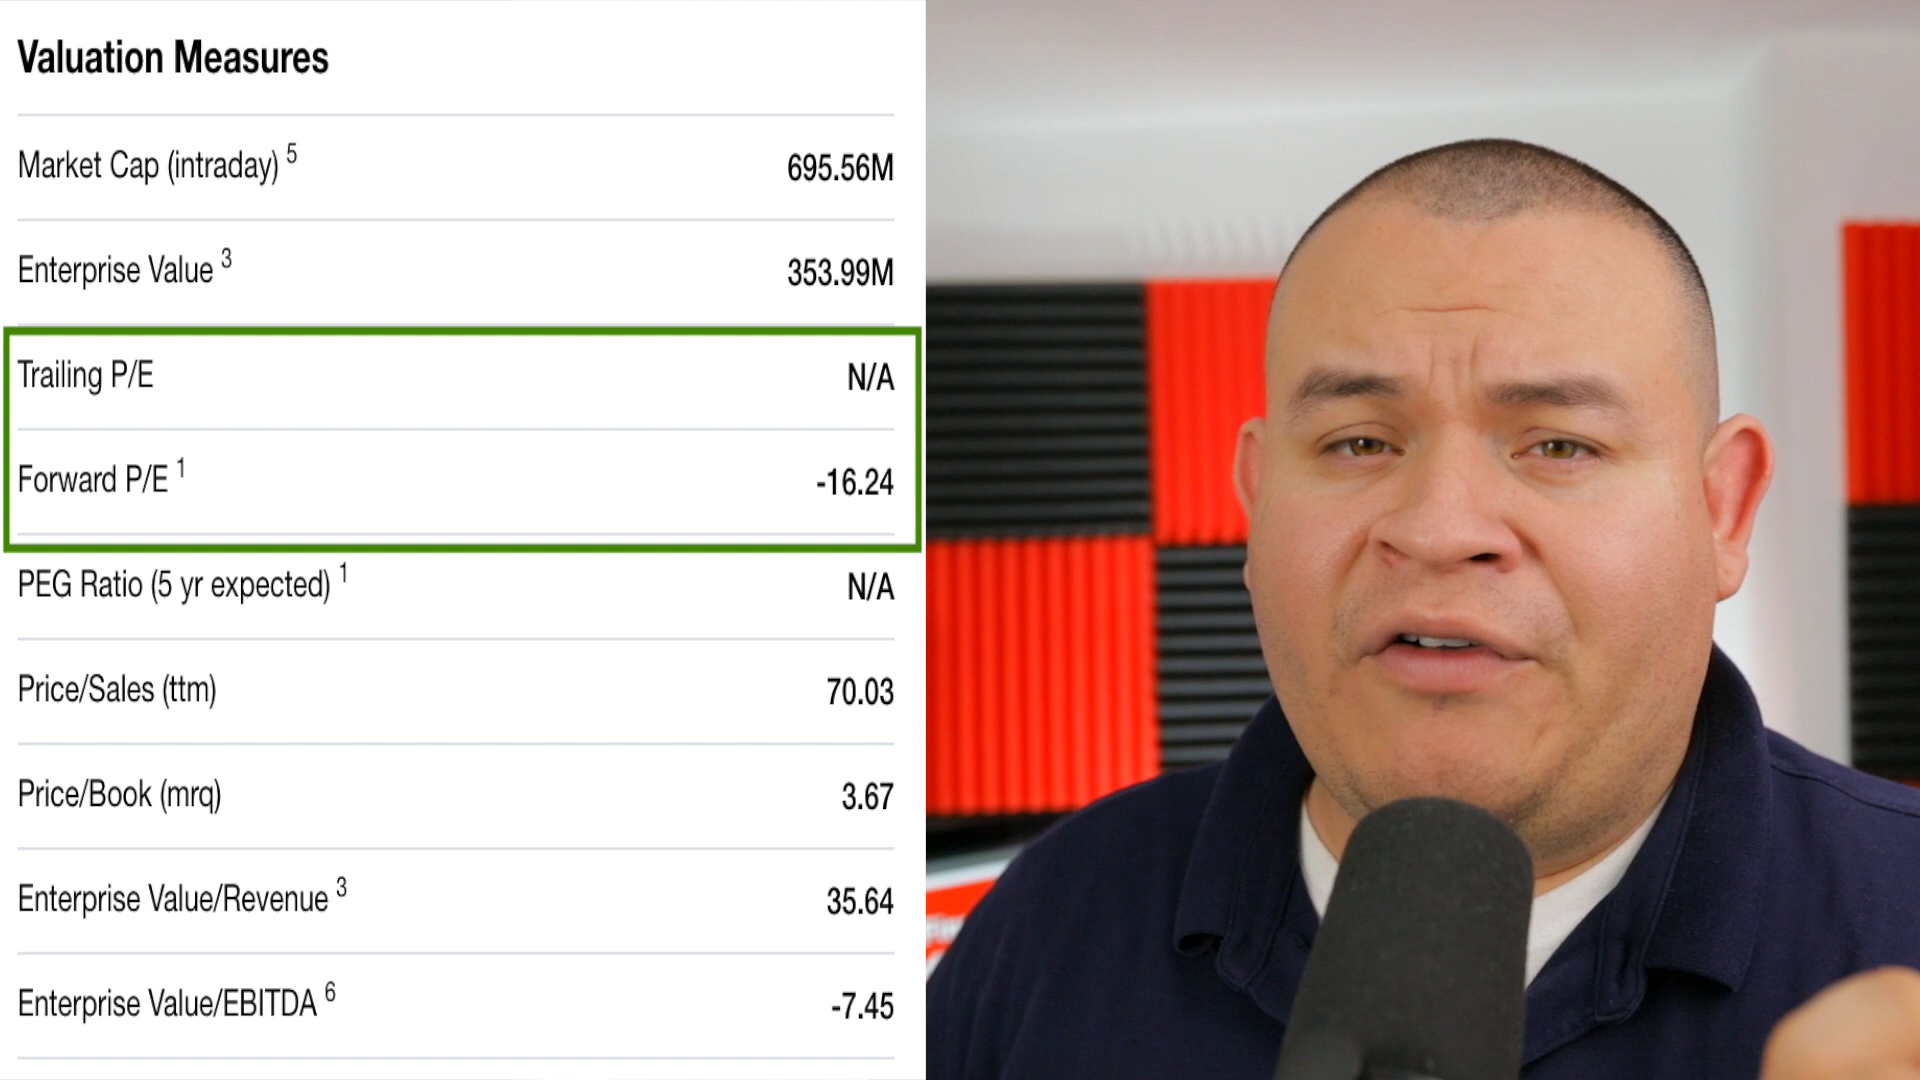 Valuation Measures
Market Cap (intraday) 5 695.56M
Enterprise Value 3 353.99M
Trailing P/E N/A
Forward P/E 1 -16.24
PEG Ratio (5 yr expected) 1 N/A
Price/Sales (ttm) 70.03
Price/Book (mrq) 3.67
Enterprise Value/Revenue 3 35.64
Enterprise Value/EBITDA 6 -7.45